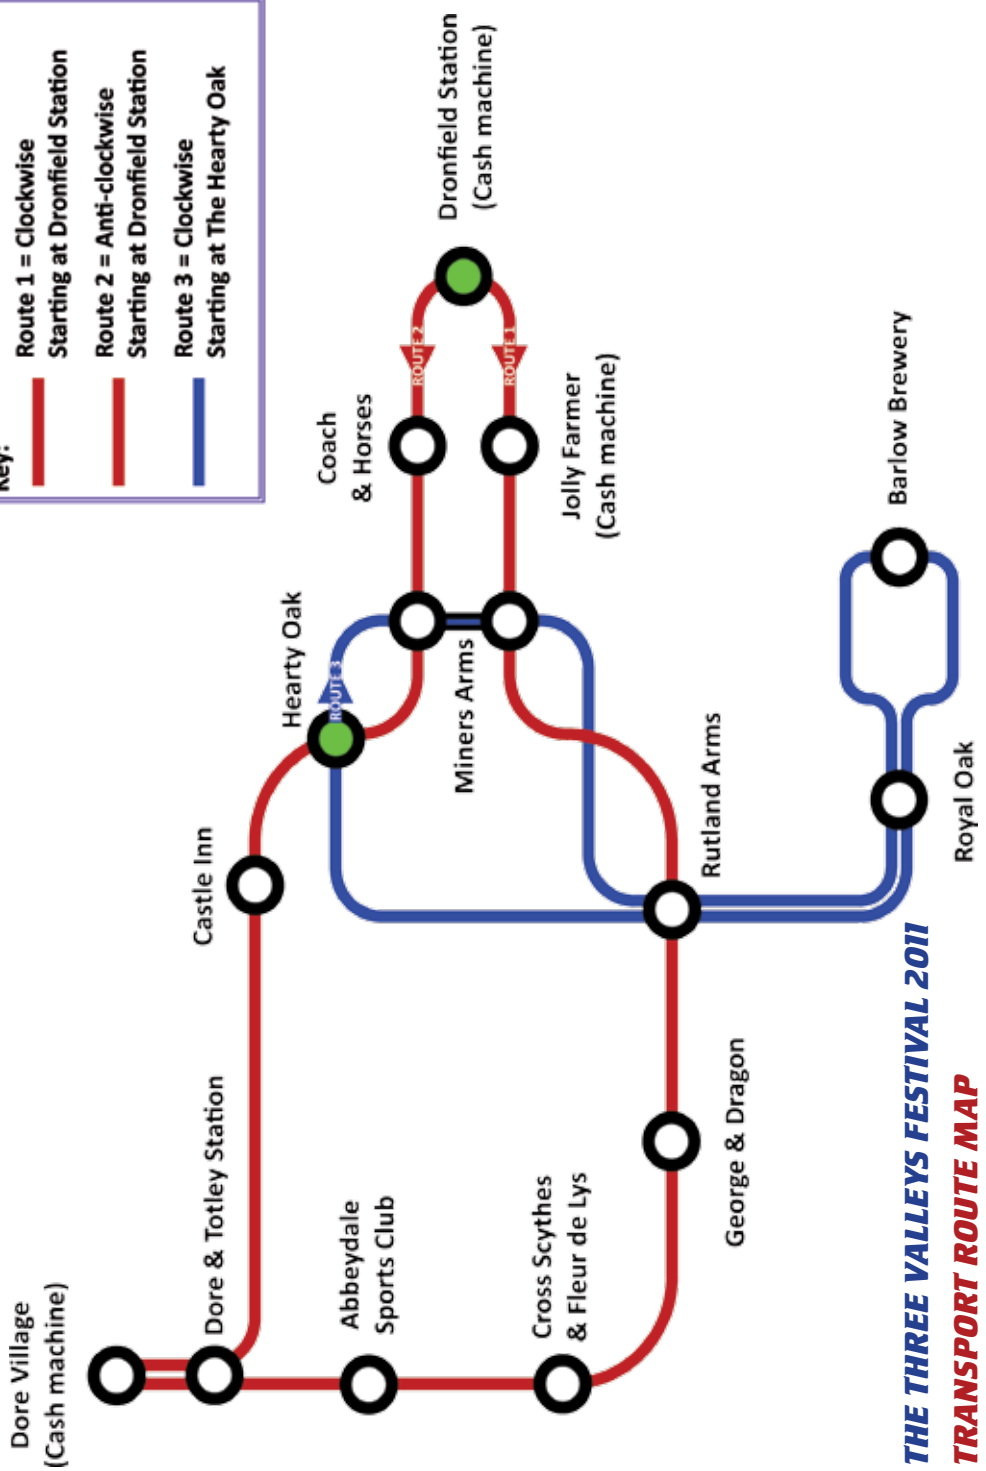 Key:
Route 1 = Clockwise
Starting at Dronfield Station
Route 2 = Anti-clockwise
Starting at Dronfield Station
Route 3 = Clockwise
Starting at The Hearty Oak
Dore Village
(Cash machine)
Dore & Totley Station
Castle Inn
Hearty Oak
ROUTE 3
Coach
& Horses
ROUTE 2
Dronfield Station
(Cash machine)
ROUTE 1
Jolly Farmer
(Cash machine)
Miners Arms
Abbeydale
Sports Club
Cross Scythes
& Fleur de Lys
George & Dragon
Rutland Arms
Royal Oak
Barlow Brewery
THE THREE VALLEYS FESTIVAL 2011
TRANSPORT ROUTE MAP